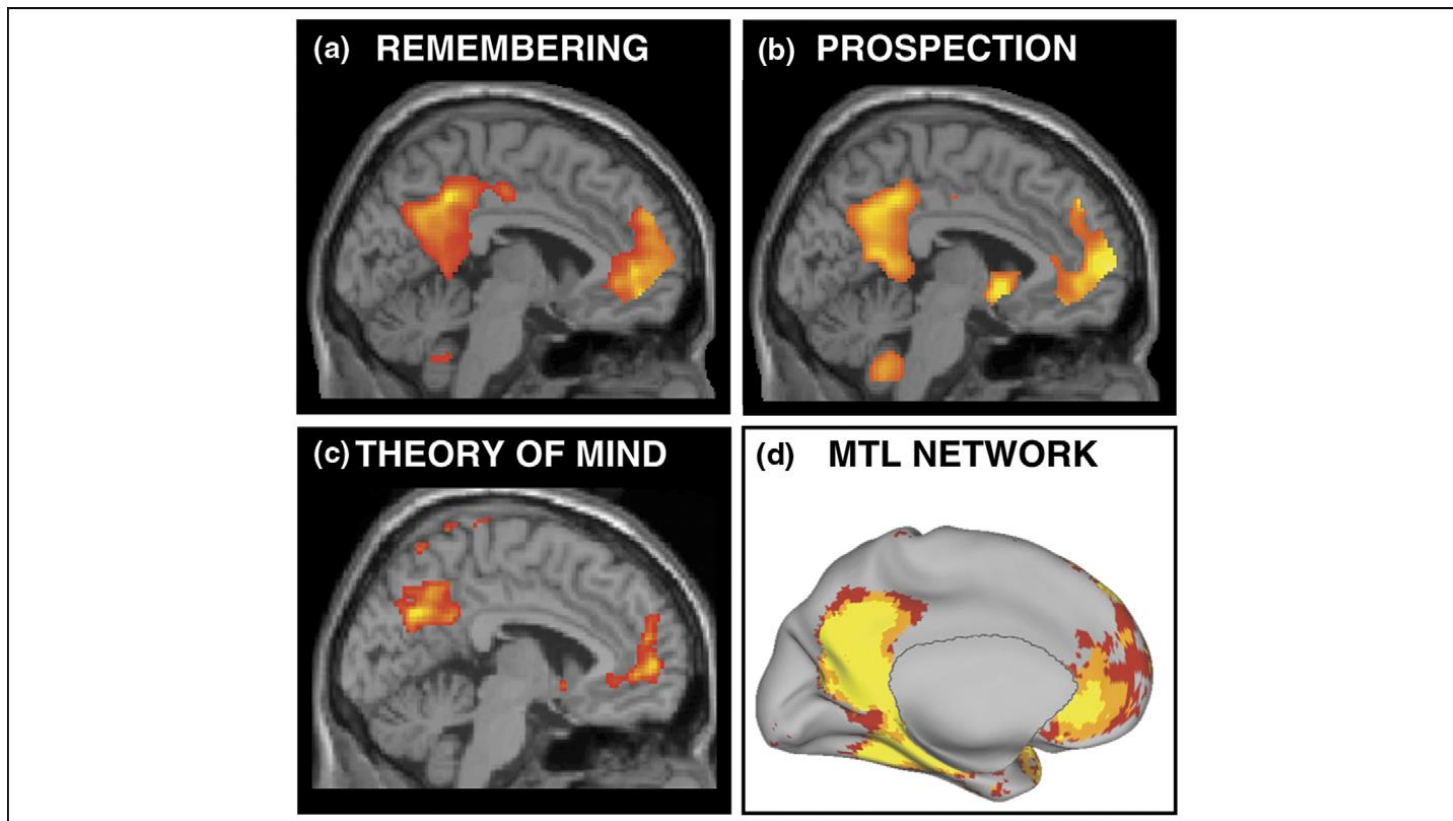 (a) REMEMBERING
(b) PROSPECTION
(c) THEORY OF MIND
(d) MTL NETWORK